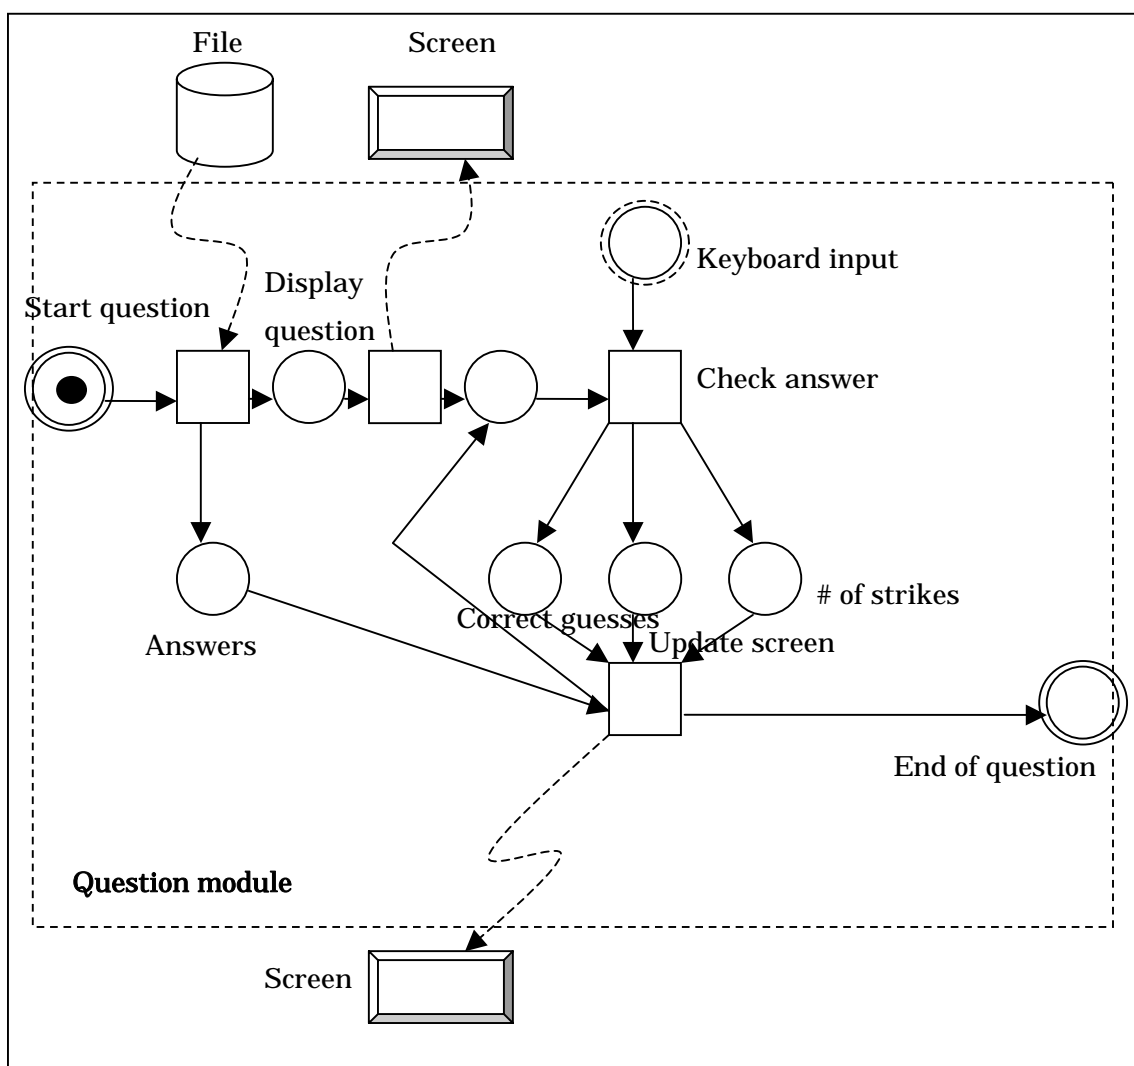 File
Screen
Keyboard input
Display
question
Start question
Check answer
# of strikes
Correct guesses
Update screen
Answers
End of question
Question module
Screen